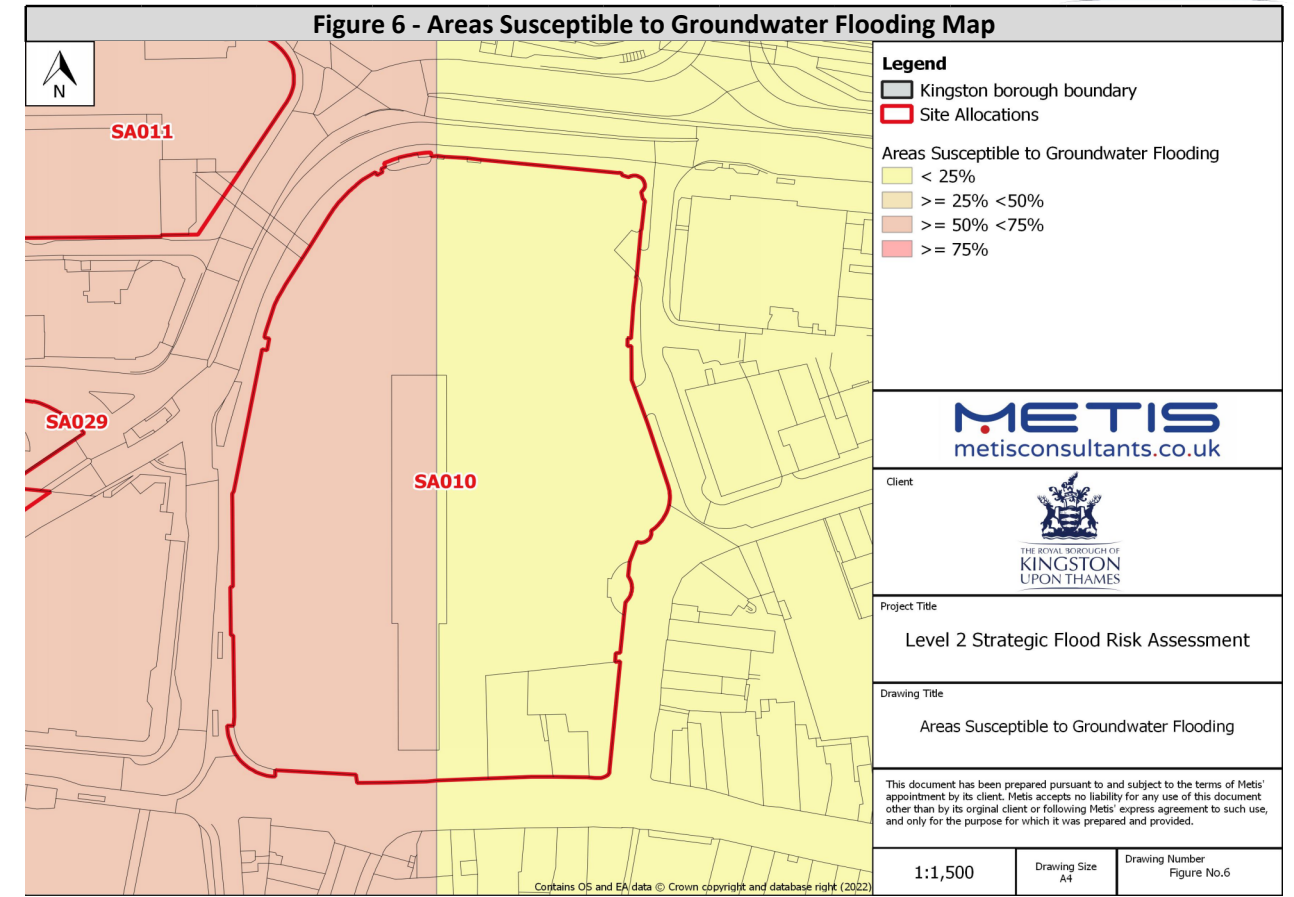 Figure 6 - Areas Susceptible to Groundwater Flooding Map
N
SA011
SA029
SA010
Contains OS and EA data © Crown copyright and database right (2022)
Legend
Kingston borough boundary
Site Allocations
Areas Susceptible to Groundwater Flooding
< 25%
>= 25% <50%
>= 50% <75%
>= 75%
METIS
metisconsultants.co.uk
Client
THE ROYAL BOROUGH OF
KINGSTON
UPON THAMES
Project Title
Level 2 Strategic Flood Risk Assessment
Drawing Title
Areas Susceptible to Groundwater Flooding
This document has been prepared pursuant to and subject to the terms of Metis'
appointment by its client. Metis accepts no liability for any use of this document
other than by its orginal client or following Metis' express agreement to such use,
and only for the purpose for which it was prepared and provided.
1:1,500
Drawing Size
A4
Drawing Number
Figure No.6